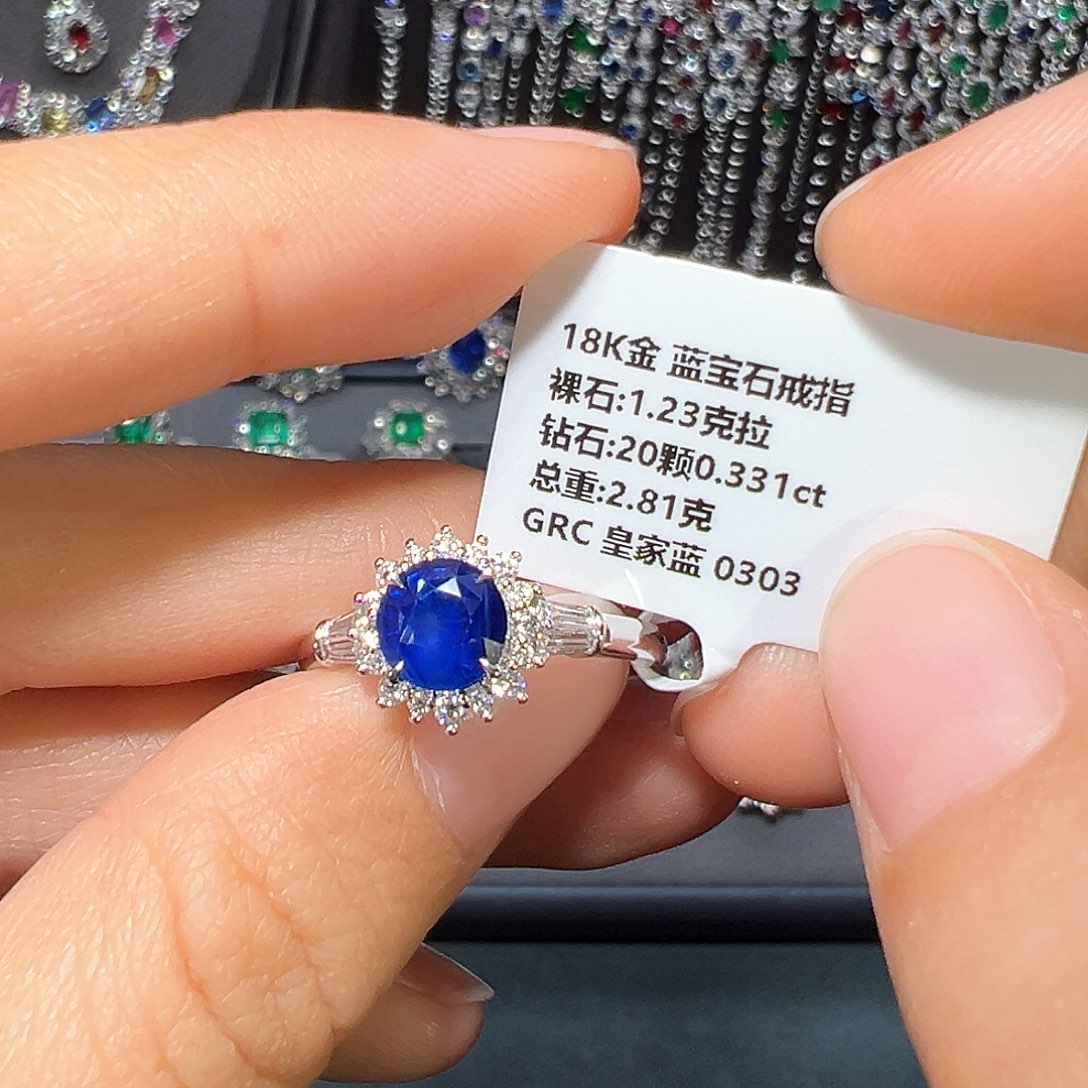 18K金 蓝宝石戒指
裸石:1.23克拉
钻石:20颗0.331ct
总重:2.81克
GRC 皇家蓝 0303